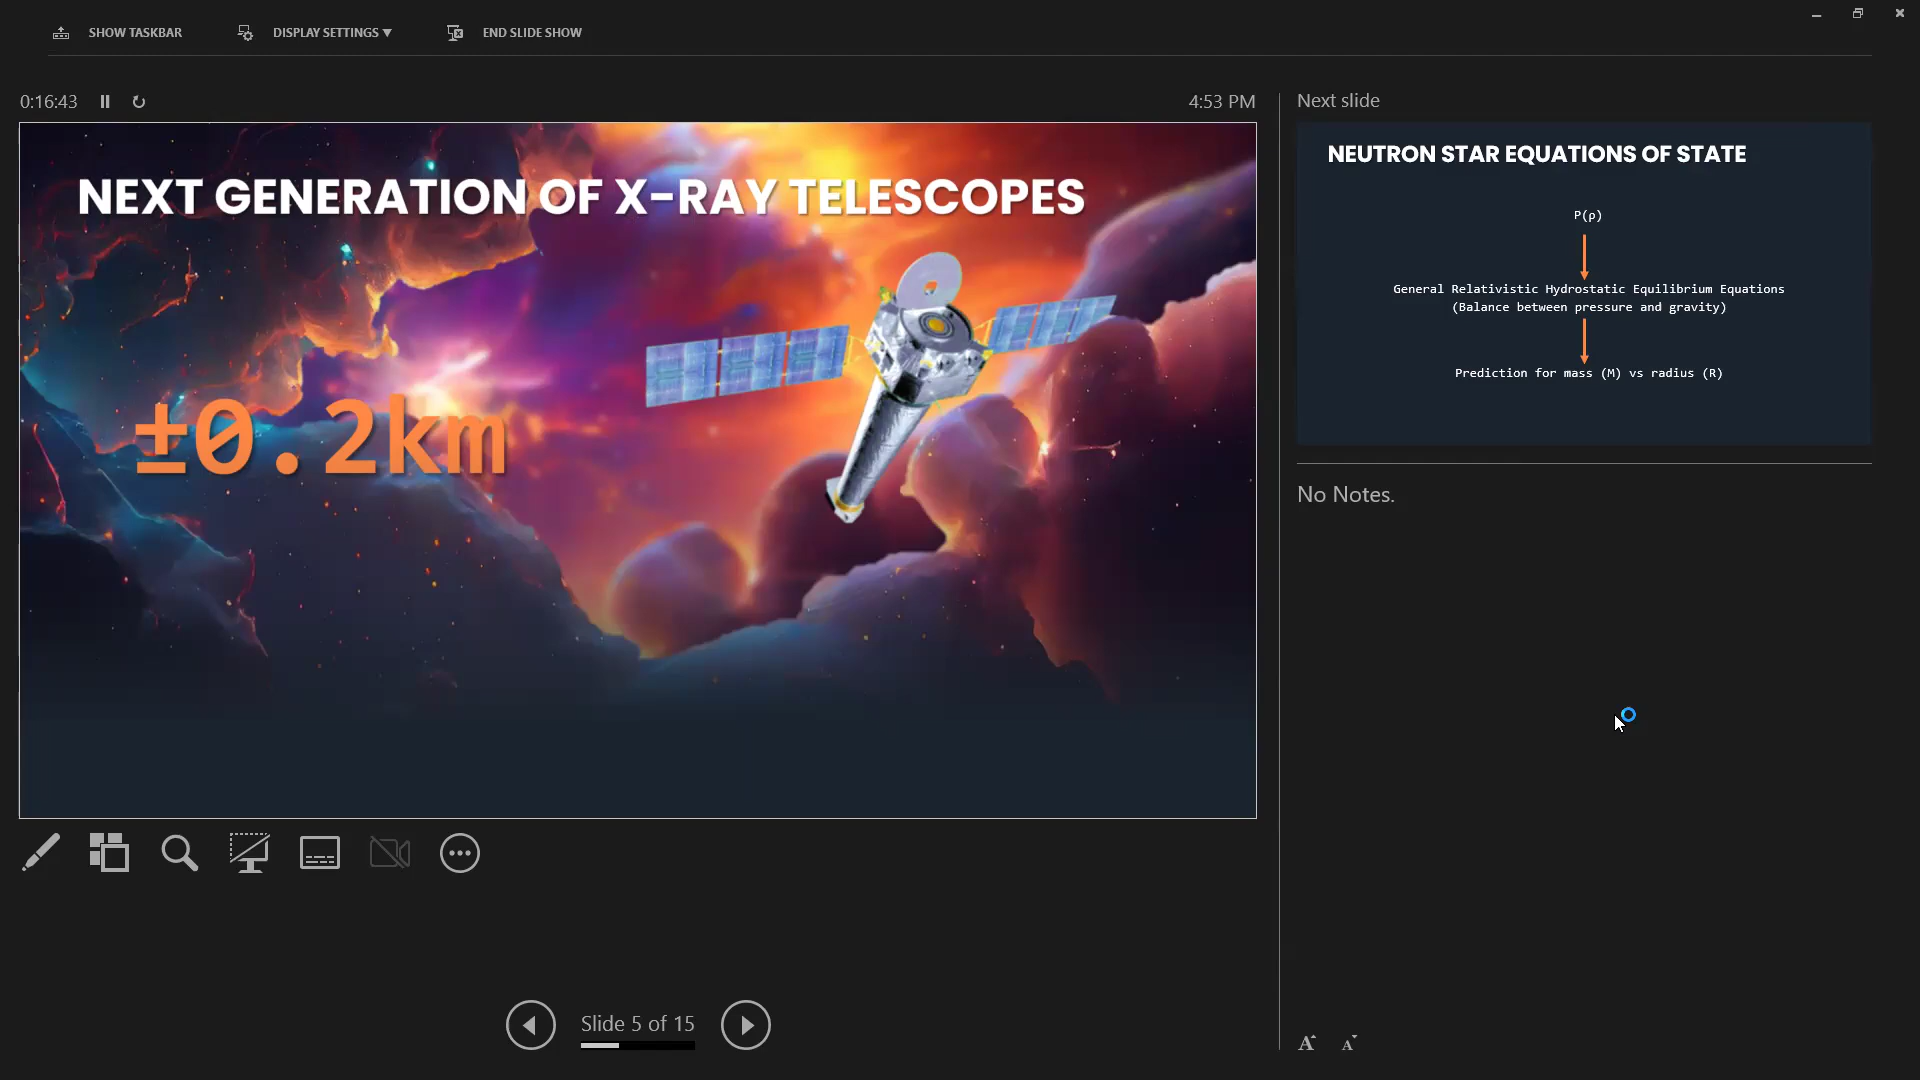 SHOW TASKBAR
DISPLAY SETTINGS ▼
END SLIDE SHOW
0:16:43
4:53 PM
NEXT GENERATION OF X-RAY TELESCOPES
±0.2km
Slide 5 of 15
Next slide
NEUTRON STAR EQUATIONS OF STATE
P(ρ)
General Relativistic Hydrostatic Equilibrium Equations
(Balance between pressure and gravity)
Prediction for mass (M) vs radius (R)
No Notes.
A A